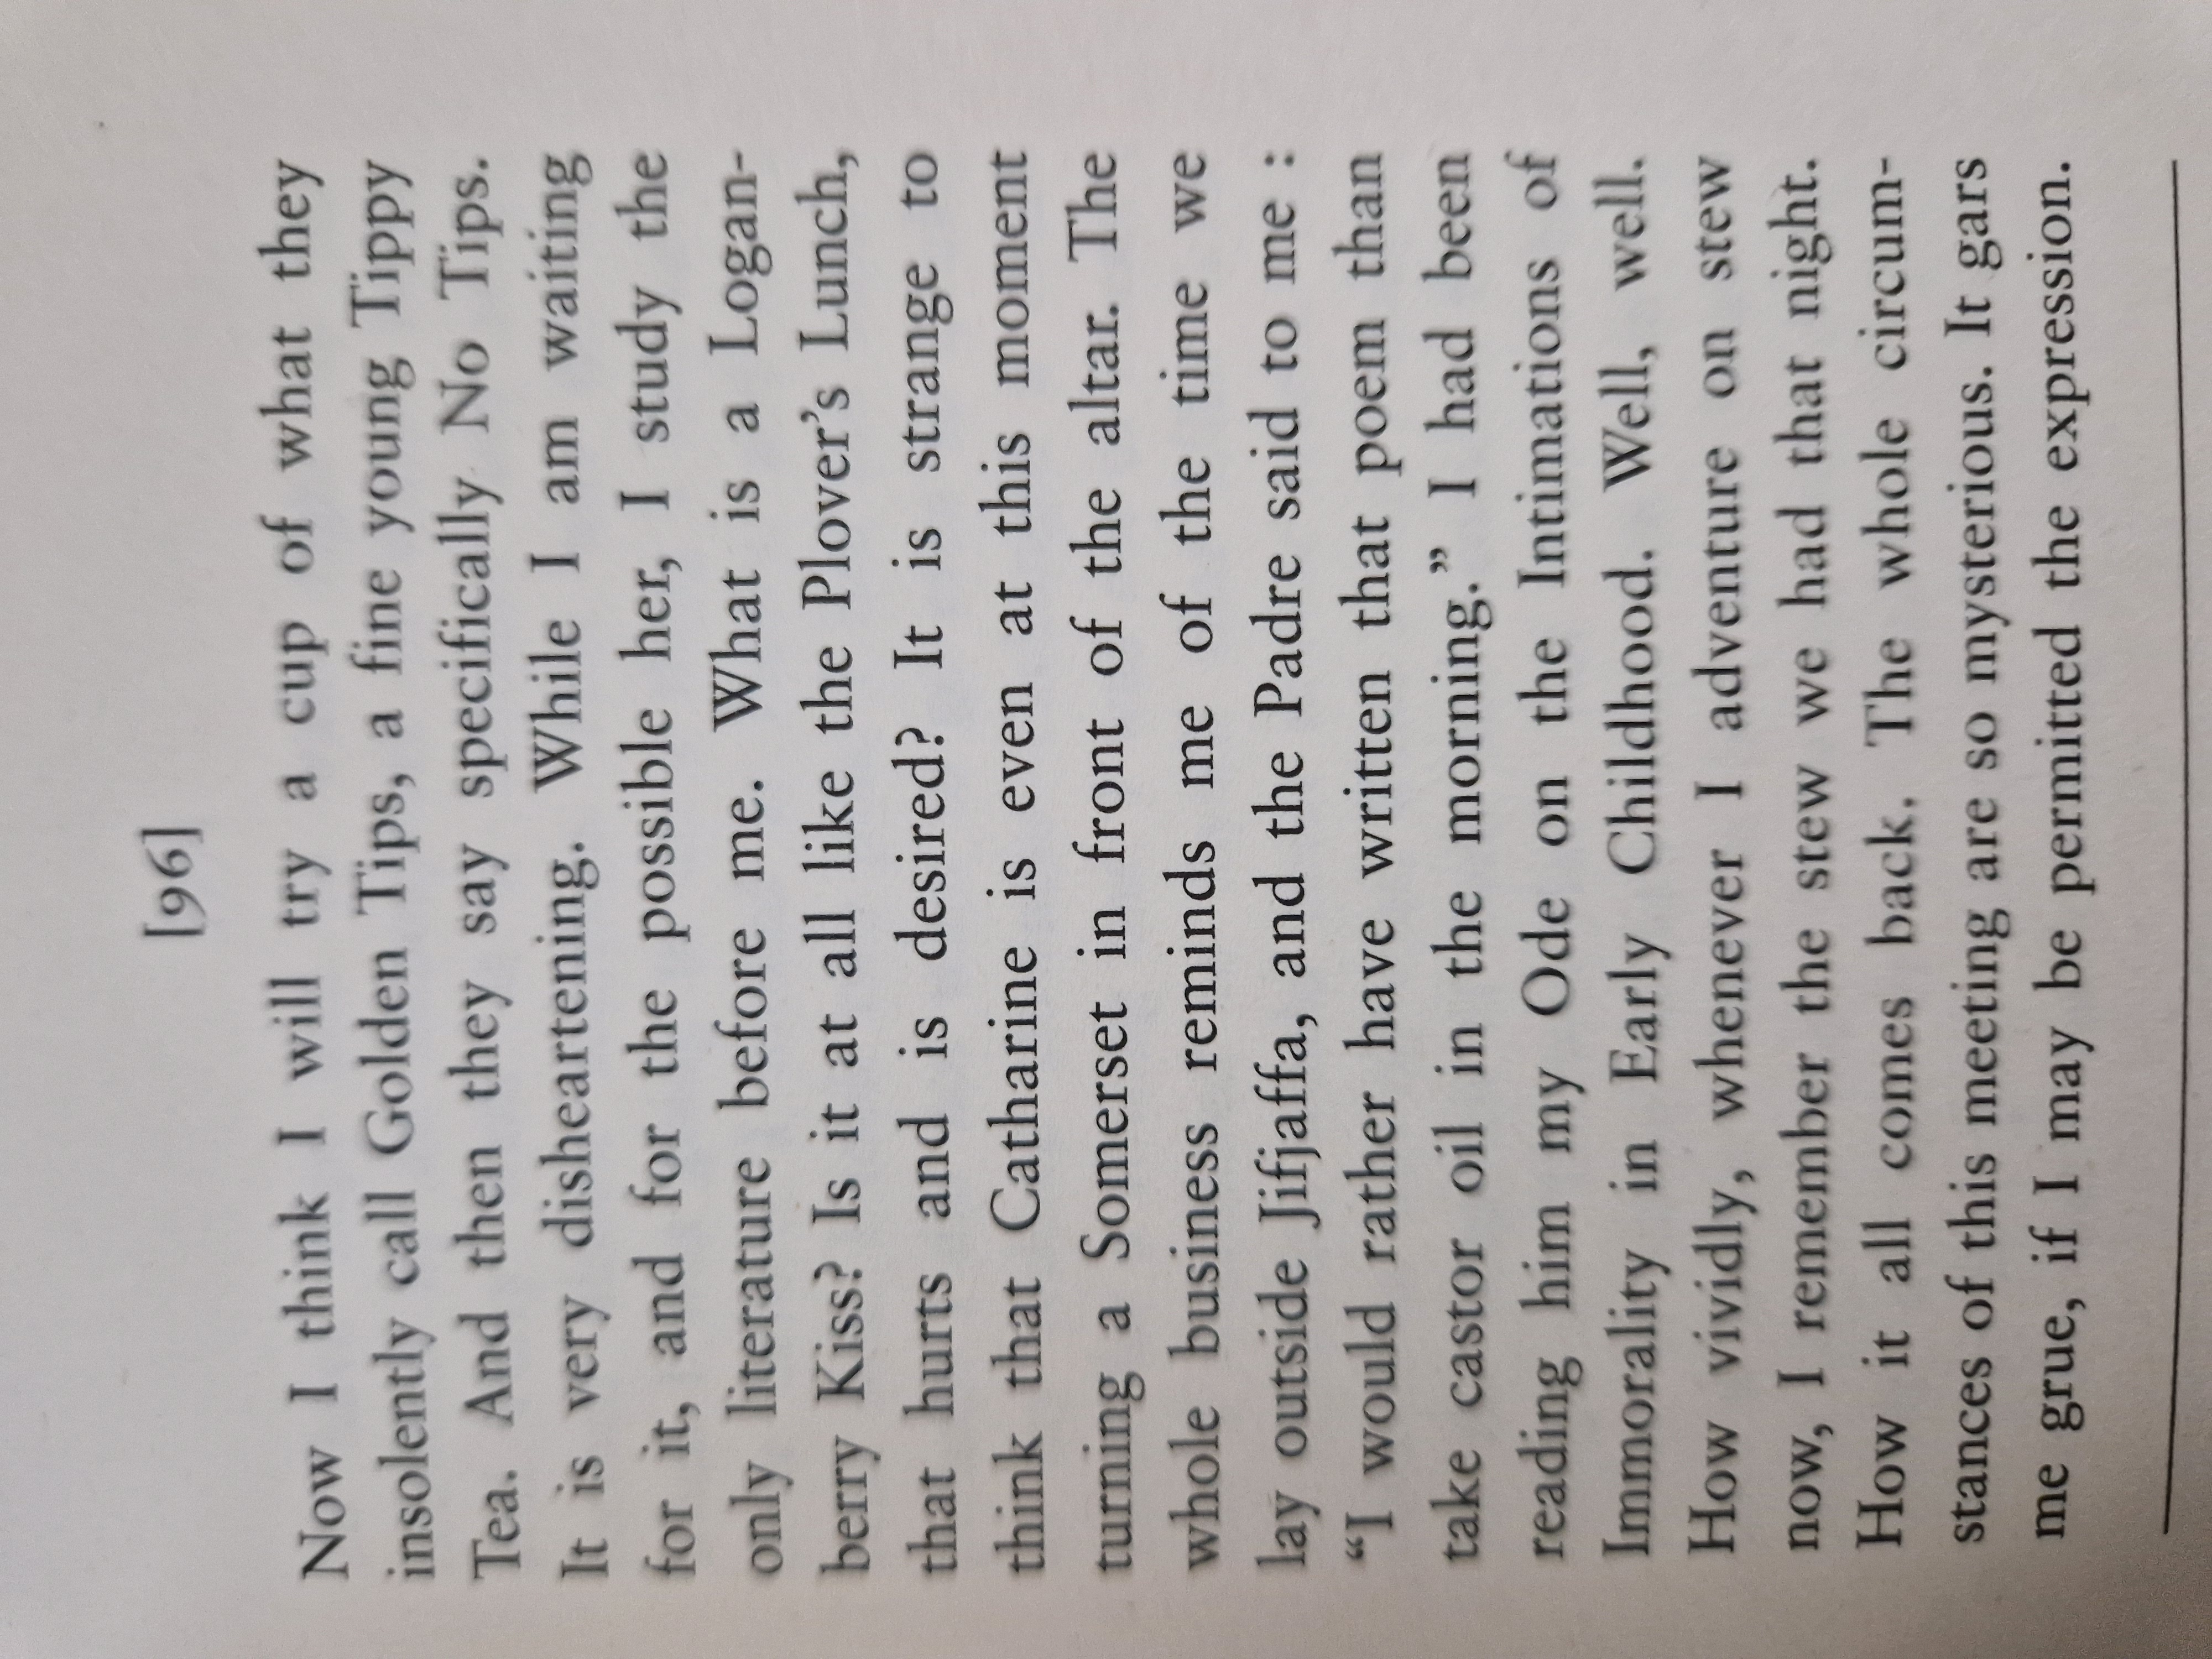 [96]
Now I think I will try a cup of what they
insolently call Golden Tips, a fine young Tippy
Tea. And then they say specifically No Tips.
It is very disheartening. While I am waiting
for it, and for the possible her, I study the
only literature before me. What is a Logan-
berry Kiss? Is it at all like the Plover’s Lunch,
that hurts and is desired? It is strange to
think that Catharine is even at this moment
turning a Somerset in front of the altar. The
whole business reminds me of the time we
lay outside Jifjaffa, and the Padre said to me :
“I would rather have written that poem than
take castor oil in the morning.” I had been
reading him my Ode on the Intimations of
Immorality in Early Childhood. Well, well.
How vividly, whenever I adventure on stew
now, I remember the stew we had that night.
How it all comes back. The whole circum-
stances of this meeting are so mysterious. It gars
me grue, if I may be permitted the expression.